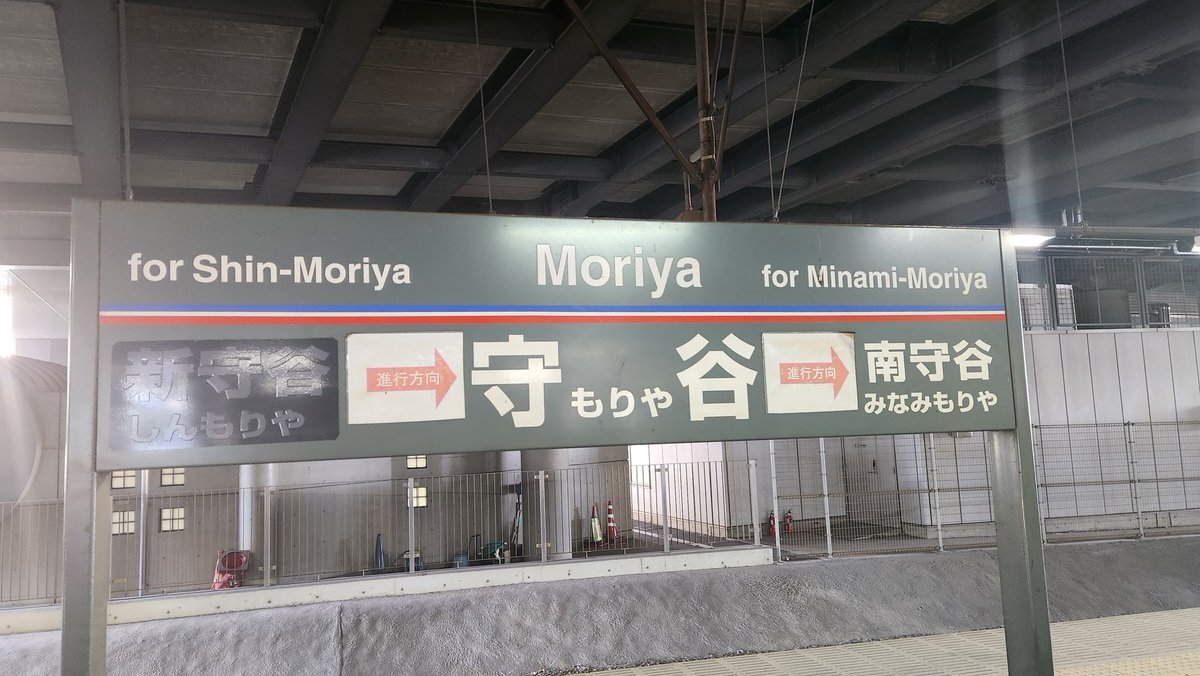 for Shin-Moriya
Moriya
for Minami-Moriya
新守谷
しんもりや
進行方向
守もりや谷
進行方向
南守谷
みなみもりや